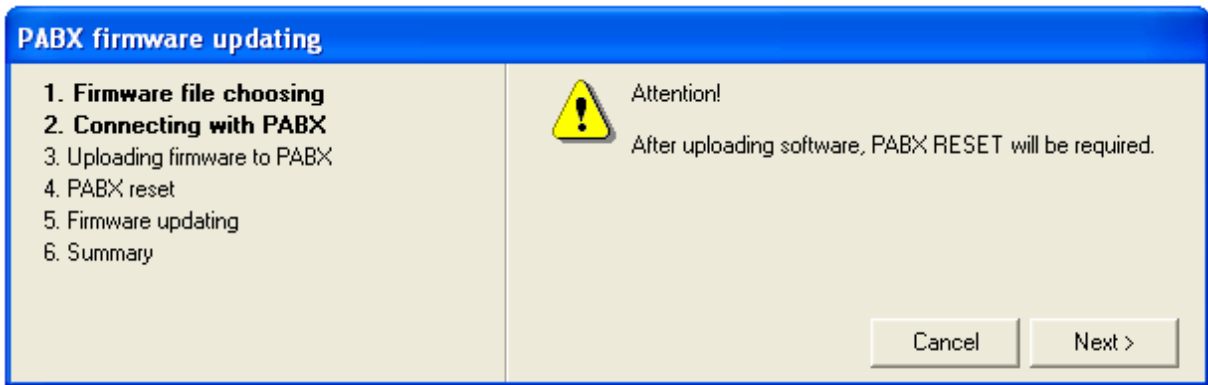 PABX firmware updating
1. Firmware file choosing
2. Connecting with PABX
3. Uploading firmware to PABX
4. PABX reset
5. Firmware updating
6. Summary
Attention!
After uploading software, PABX RESET will be required.
Cancel
Next >